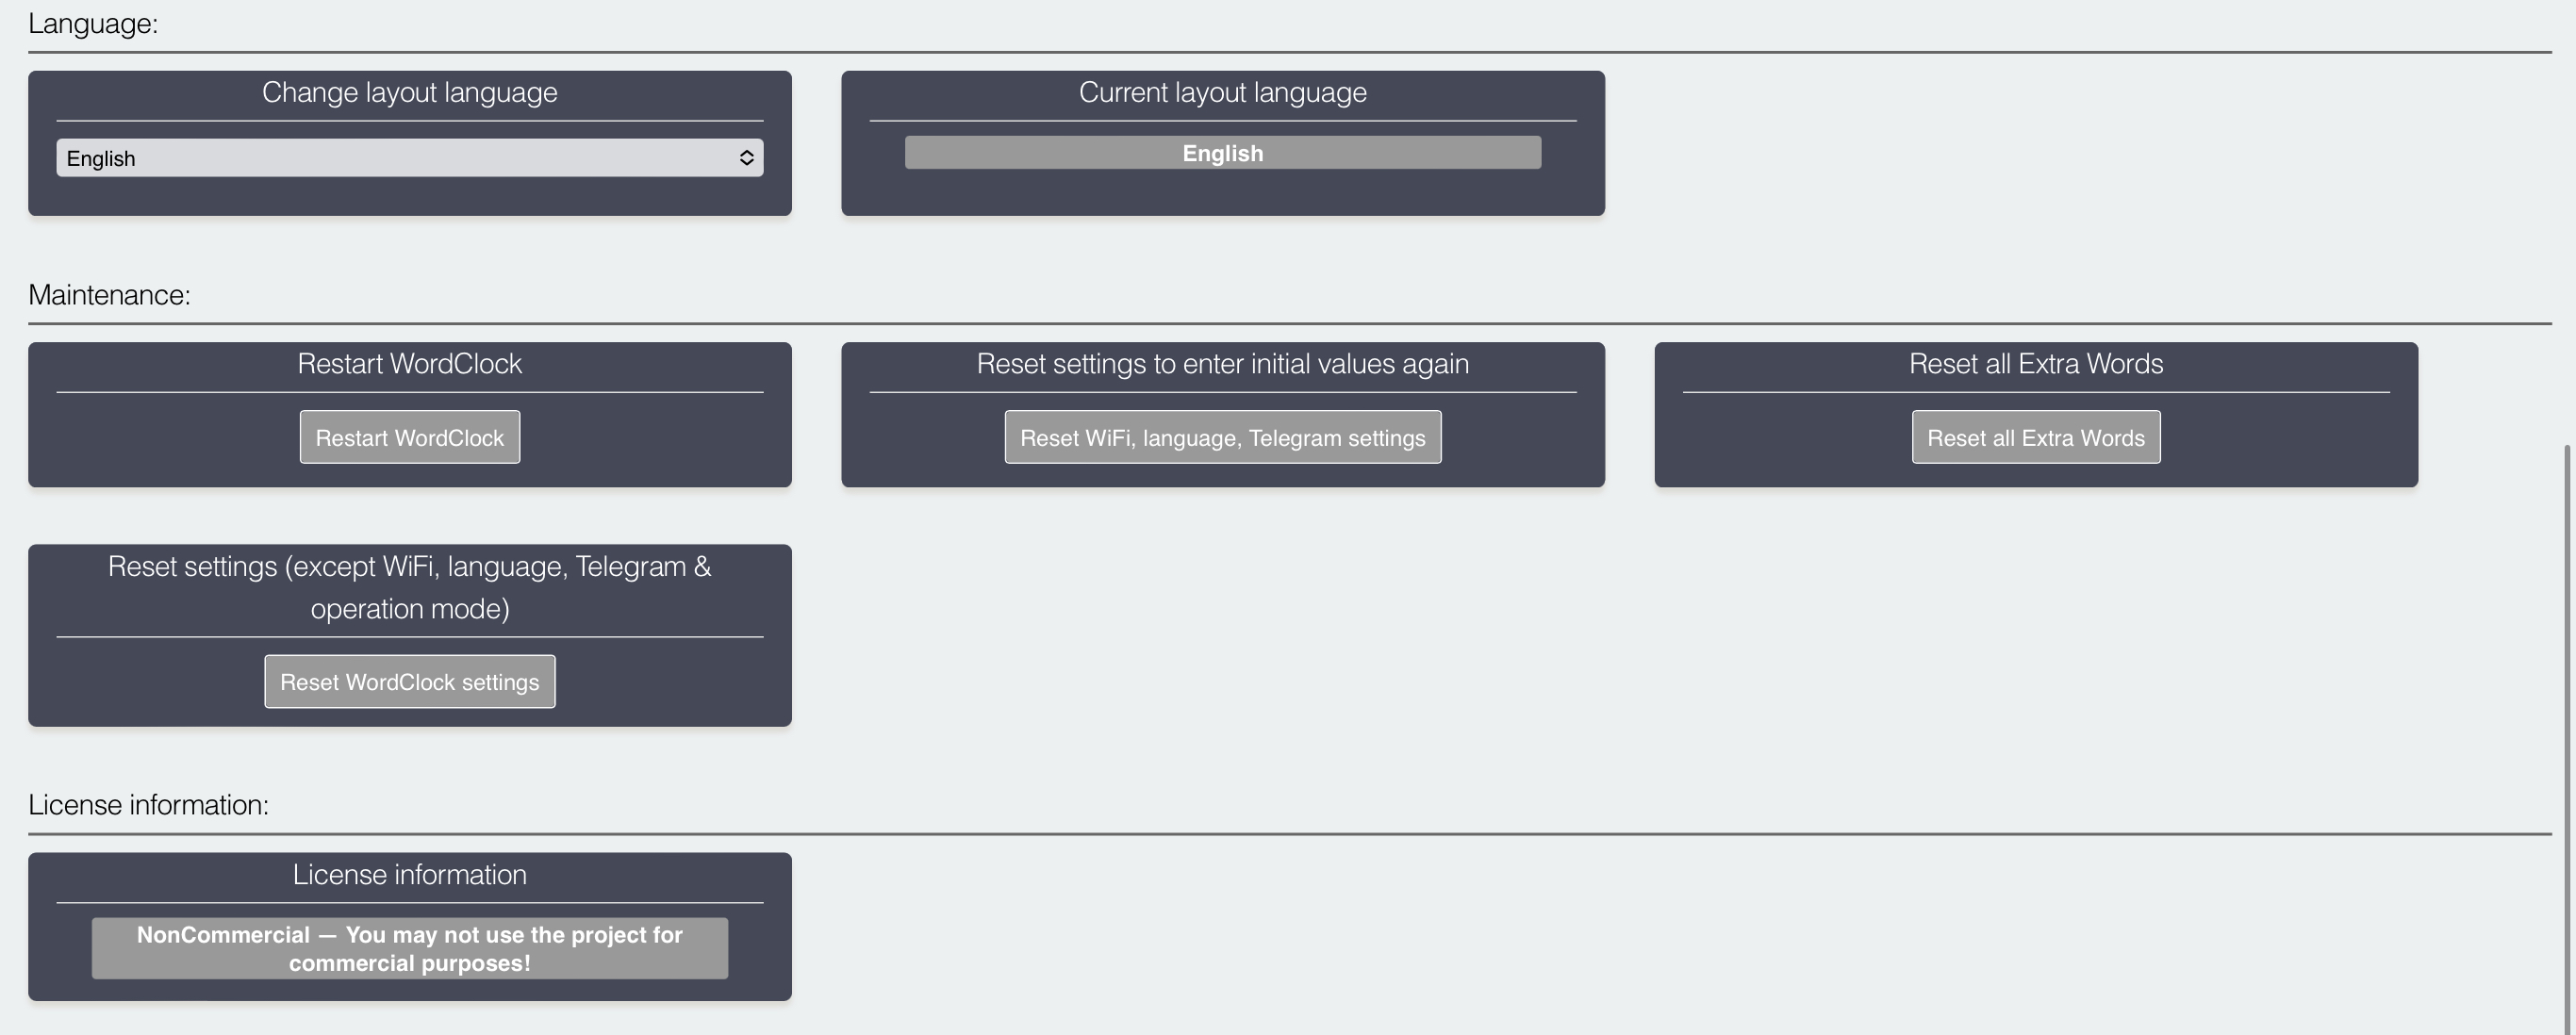 Language:
Change layout language
English
Current layout language
English
Maintenance:
Restart WordClock
Restart WordClock
Reset settings to enter initial values again
Reset WiFi, language, Telegram settings
Reset all Extra Words
Reset all Extra Words
Reset settings (except WiFi, language, Telegram &
operation mode)
Reset WordClock settings
License information:
License information
NonCommercial — You may not use the project for
commercial purposes!